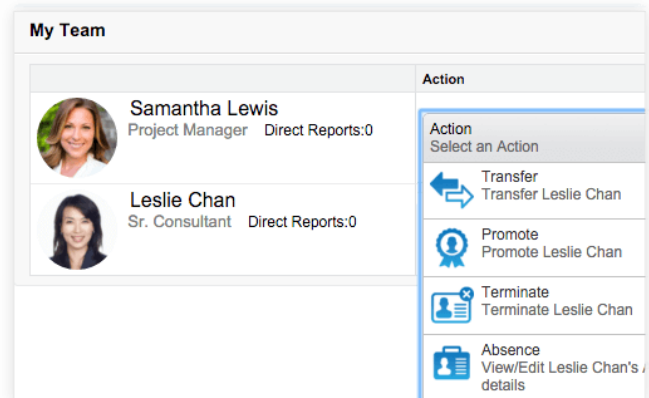 My Team
Action
Samantha Lewis
Project Manager Direct Reports:0
Leslie Chan
Sr. Consultant Direct Reports:0
Action
Select an Action
Transfer
Transfer Leslie Chan
Promote
Promote Leslie Chan
Terminate
Terminate Leslie Chan
Absence
View/Edit Leslie Chan's
details